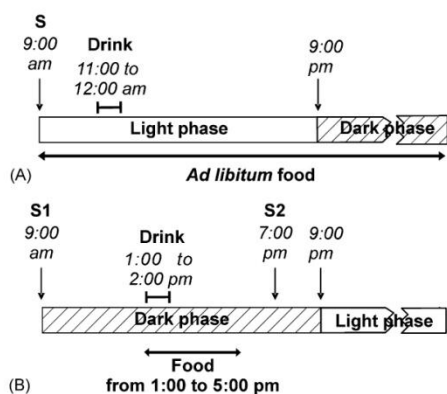 S
9:00
am
Drink
11:00 to
12:00 am
9:00
pm
Light phase
Dark phase
Ad libitum food
(A)
S1
9:00
am
Drink
1:00 to
2:00 pm
S2
7:00
pm
9:00
pm
Dark phase
Light phase
Food
from 1:00 to 5:00 pm
(B)